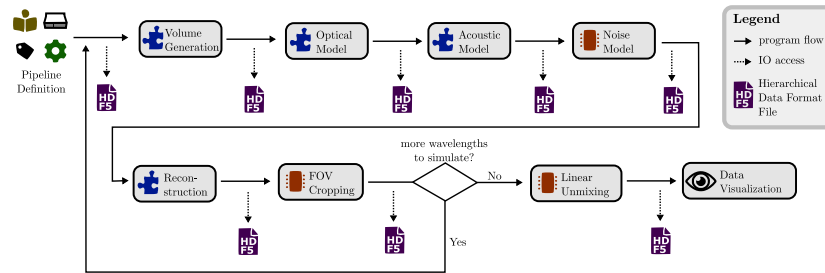 Pipeline
Definition
Volume
Generation
Optical
Model
Acoustic
Model
Noise
Model
HD
F5
HD
F5
HD
F5
HD
F5
HD
F5
Legend
program flow
IO access
HD
F5
Hierarchical
Data Format
File
more wavelengths
to simulate?
Recon-
struction
FOV
Cropping
No
Linear
Unmixing
Data
Visualization
HD
F5
HD
F5
HD
F5
Yes